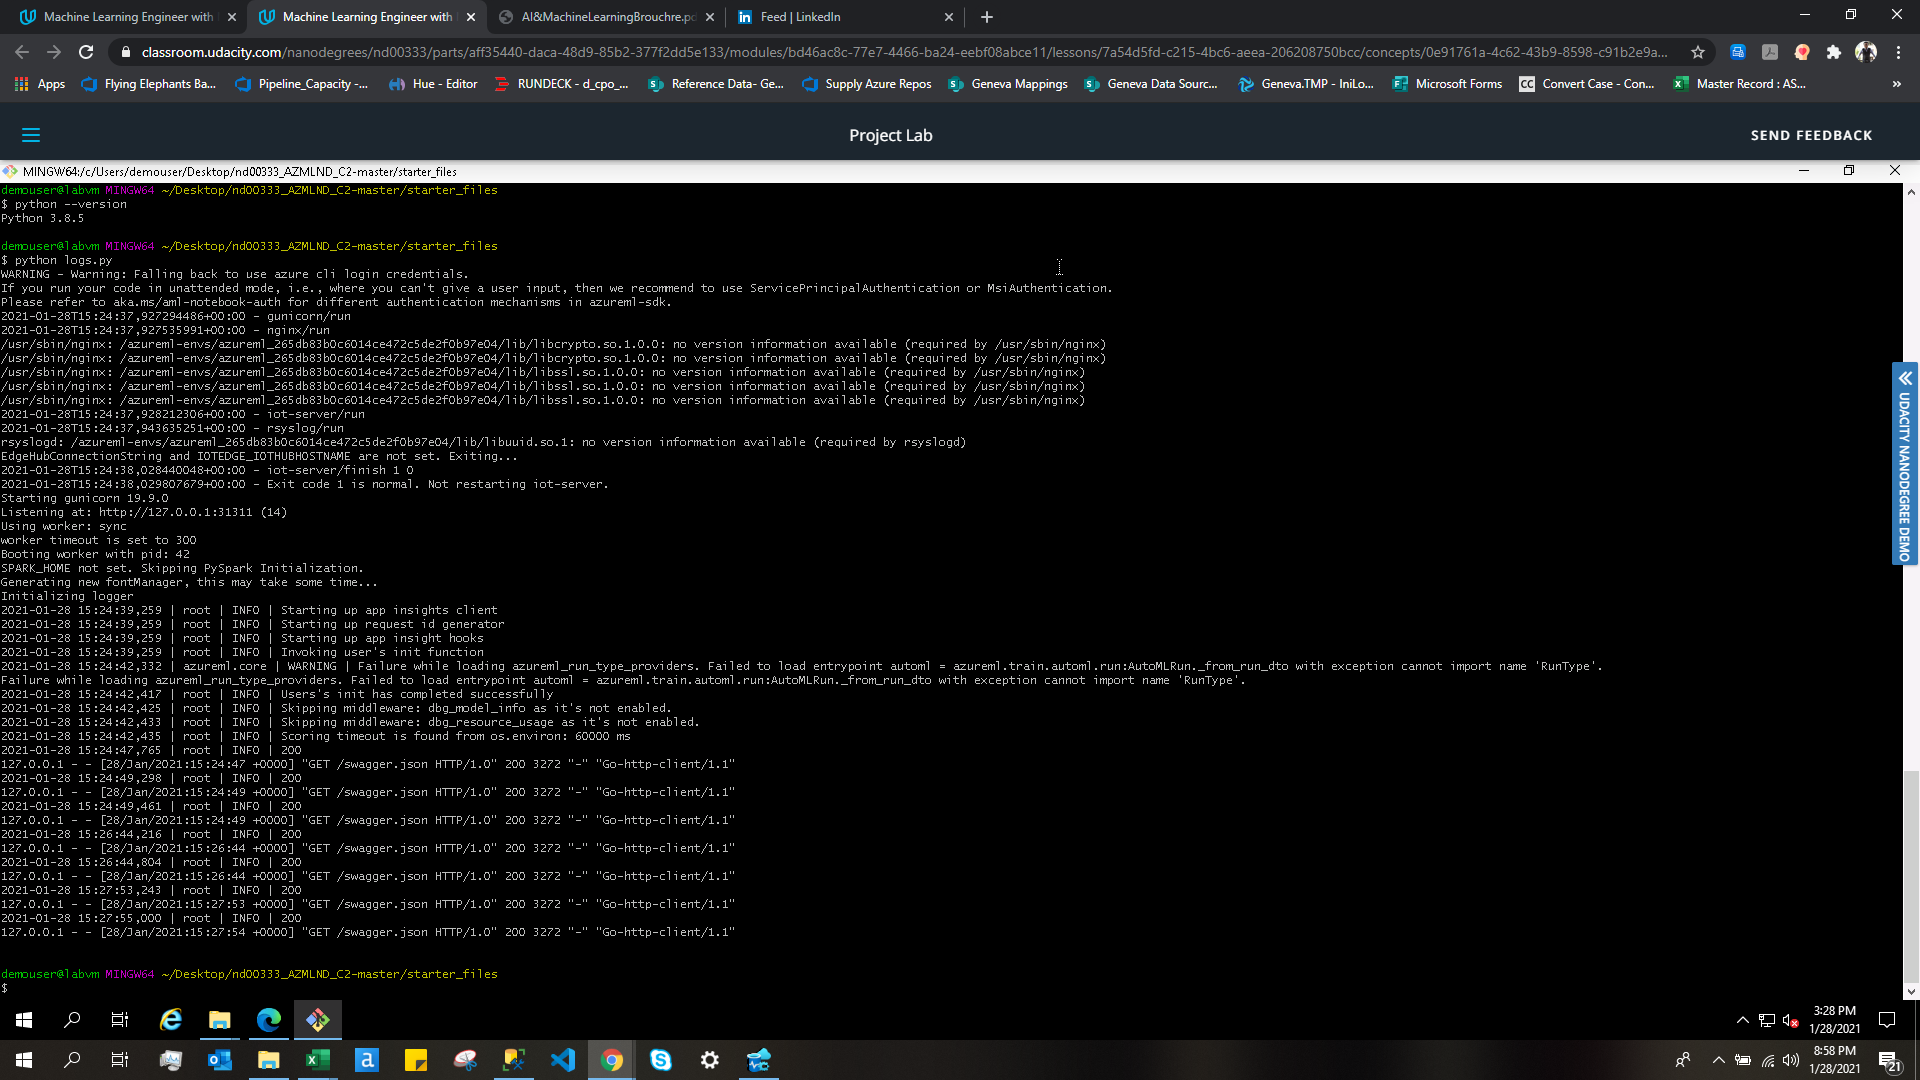 Machine Learning Engineer with
Machine Learning Engineer with
AI&MachineLearningBrouchre.pd
Feed | LinkedIn
classroom.udacity.com/nanodegrees/nd00333/parts/aff35440-daca-48d9-85b2-377f2dd5e133/modules/bd46ac8c-77e7-4466-ba24-eebf08abce11/lessons/7a54d5fd-c215-4bc6-aeea-206208750bcc/concepts/0e91761a-4c62-43b9-8598-c91b2e9a...
Apps
Flying Elephants Ba...
Pipeline_Capacity -...
Hue - Editor
RUNDECK - d_cpo_...
Reference Data- Ge...
Supply Azure Repos
Geneva Mappings
Geneva Data Sourc...
Geneva.TMP - IniLo...
Microsoft Forms
CC Convert Case - Con...
Master Record : AS...
Project Lab
SEND FEEDBACK
MINGW64:/c/Users/demouser/Desktop/nd00333_AZMLND_C2-master/starter_files
demouser@labvm MINGW64 ~/Desktop/nd00333_AZMLND_C2-master/starter_files
$ python --version
Python 3.8.5
demouser@labvm MINGW64 ~/Desktop/nd00333_AZMLND_C2-master/starter_files
$ python logs.py
WARNING - Warning: Falling back to use azure cli login credentials.
If you run your code in unattended mode, i.e., where you can't give a user input, then we recommend to use ServicePrincipalAuthentication or MsiAuthentication.
Please refer to aka.ms/aml-notebook-auth for different authentication mechanisms in azureml-sdk.
2021-01-28T15:24:37,927294486+00:00 - gunicorn/run
2021-01-28T15:24:37,927535991+00:00 - nginx/run
/usr/sbin/nginx: /azureml-envs/azureml_265db83b0c6014ce472c5de2f0b97e04/lib/libcrypto.so.1.0.0: no version information available (required by /usr/sbin/nginx)
/usr/sbin/nginx: /azureml-envs/azureml_265db83b0c6014ce472c5de2f0b97e04/lib/libcrypto.so.1.0.0: no version information available (required by /usr/sbin/nginx)
/usr/sbin/nginx: /azureml-envs/azureml_265db83b0c6014ce472c5de2f0b97e04/lib/libssl.so.1.0.0: no version information available (required by /usr/sbin/nginx)
/usr/sbin/nginx: /azureml-envs/azureml_265db83b0c6014ce472c5de2f0b97e04/lib/libssl.so.1.0.0: no version information available (required by /usr/sbin/nginx)
/usr/sbin/nginx: /azureml-envs/azureml_265db83b0c6014ce472c5de2f0b97e04/lib/libssl.so.1.0.0: no version information available (required by /usr/sbin/nginx)
2021-01-28T15:24:37,928212306+00:00 - iot-server/run
2021-01-28T15:24:37,943635251+00:00 - rsyslog/run
rsyslogd: /azureml-envs/azureml_265db83b0c6014ce472c5de2f0b97e04/lib/libuuid.so.1: no version information available (required by rsyslogd)
EdgeHubConnectionString and IOTEDGE_IOTHUBHOSTNAME are not set. Exiting...
2021-01-28T15:24:38,028440048+00:00 - iot-server/finish 1 0
2021-01-28T15:24:38,029807679+00:00 - Exit code 1 is normal. Not restarting iot-server.
Starting gunicorn 19.9.0
Listening at: http://127.0.0.1:31311 (14)
Using worker: sync
worker timeout is set to 300
Booting worker with pid: 42
SPARK_HOME not set. Skipping PySpark Initialization.
Generating new fontManager, this may take some time...
Initializing logger
2021-01-28 15:24:39,259 | root | INFO | Starting up app insights client
2021-01-28 15:24:39,259 | root | INFO | Starting up request id generator
2021-01-28 15:24:39,259 | root | INFO | Starting up app insight hooks
2021-01-28 15:24:39,259 | root | INFO | Invoking user's init function
2021-01-28 15:24:42,332 | azureml.core | WARNING | Failure while loading azureml_run_type_providers. Failed to load entrypoint automl = azureml.train.automl.run:AutoMLRun._from_run_dto with exception cannot import name 'RunType'.
Failure while loading azureml_run_type_providers. Failed to load entrypoint automl = azureml.train.automl.run:AutoMLRun._from_run_dto with exception cannot import name 'RunType'.
2021-01-28 15:24:42,417 | root | INFO | Users's init has completed successfully
2021-01-28 15:24:42,425 | root | INFO | Skipping middleware: dbg_model_info as it's not enabled.
2021-01-28 15:24:42,433 | root | INFO | Skipping middleware: dbg_resource_usage as it's not enabled.
2021-01-28 15:24:42,435 | root | INFO | Scoring timeout is found from os.environ: 60000 ms
2021-01-28 15:24:47,765 | root | INFO | 200
127.0.0.1 - - [28/Jan/2021:15:24:47 +0000] "GET /swagger.json HTTP/1.0" 200 3272 "-" "Go-http-client/1.1"
2021-01-28 15:24:49,298 | root | INFO | 200
127.0.0.1 - - [28/Jan/2021:15:24:49 +0000] "GET /swagger.json HTTP/1.0" 200 3272 "-" "Go-http-client/1.1"
2021-01-28 15:24:49,461 | root | INFO | 200
127.0.0.1 - - [28/Jan/2021:15:24:49 +0000] "GET /swagger.json HTTP/1.0" 200 3272 "-" "Go-http-client/1.1"
2021-01-28 15:26:44,216 | root | INFO | 200
127.0.0.1 - - [28/Jan/2021:15:26:44 +0000] "GET /swagger.json HTTP/1.0" 200 3272 "-" "Go-http-client/1.1"
2021-01-28 15:26:44,804 | root | INFO | 200
127.0.0.1 - - [28/Jan/2021:15:26:44 +0000] "GET /swagger.json HTTP/1.0" 200 3272 "-" "Go-http-client/1.1"
2021-01-28 15:27:53,243 | root | INFO | 200
127.0.0.1 - - [28/Jan/2021:15:27:53 +0000] "GET /swagger.json HTTP/1.0" 200 3272 "-" "Go-http-client/1.1"
2021-01-28 15:27:55,000 | root | INFO | 200
127.0.0.1 - - [28/Jan/2021:15:27:54 +0000] "GET /swagger.json HTTP/1.0" 200 3272 "-" "Go-http-client/1.1"
demouser@labvm MINGW64 ~/Desktop/nd00333_AZMLND_C2-master/starter_files
$
UDACITY NANODEGREE DEMO
3:28 PM
1/28/2021
8:58 PM
1/28/2021
21